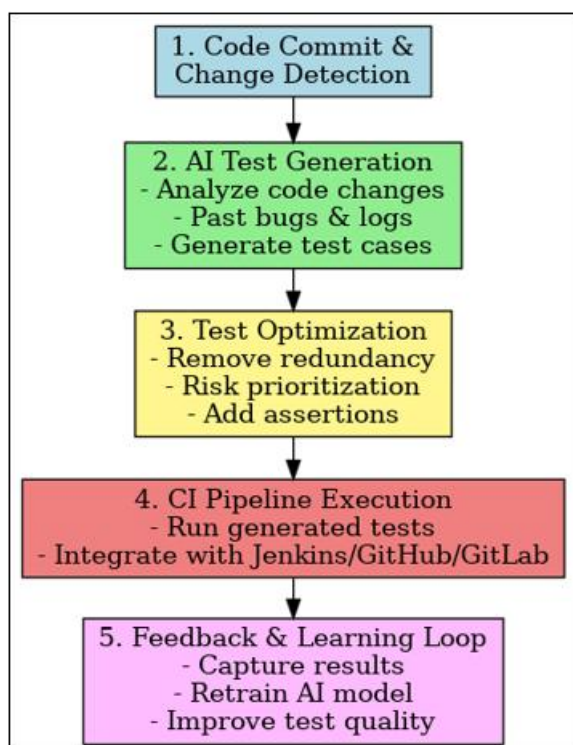 1. Code Commit &
Change Detection
2. AI Test Generation
- Analyze code changes
- Past bugs & logs
- Generate test cases
3. Test Optimization
- Remove redundancy
- Risk prioritization
- Add assertions
4. CI Pipeline Execution
- Run generated tests
- Integrate with Jenkins/GitHub/GitLab
5. Feedback & Learning Loop
- Capture results
- Retrain AI model
- Improve test quality